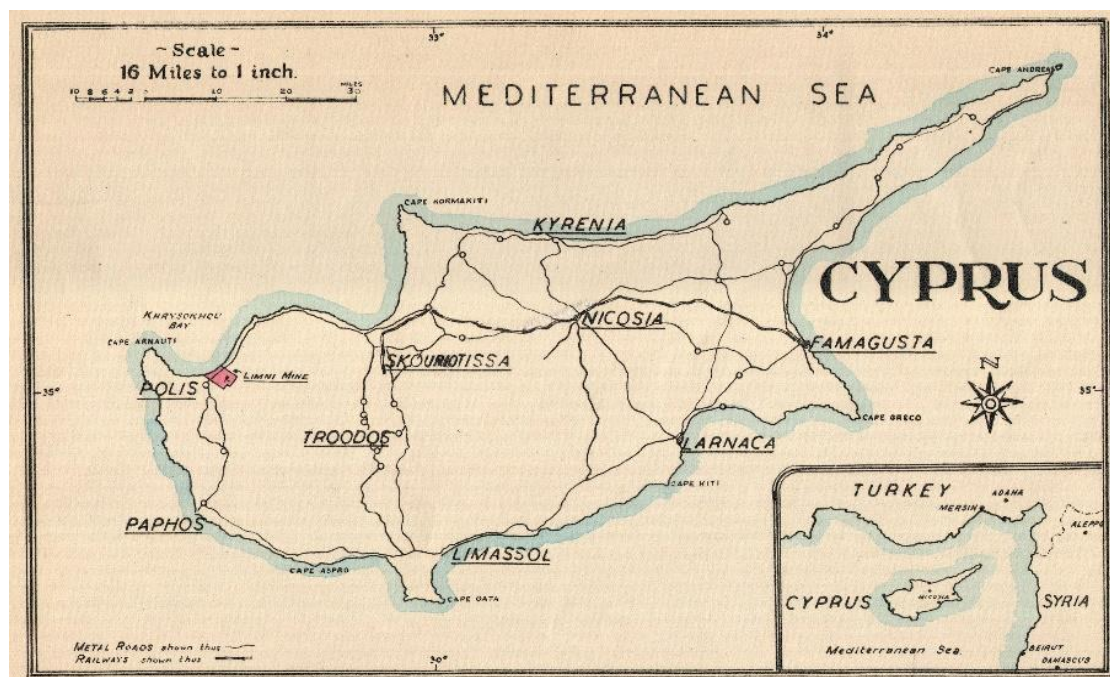 ~ Scale ~
16 Miles to 1 inch.
10 8 6 4 2 0 10 20 MILES 30
33°
34°
MEDITERRANEAN SEA
CAPE ANDREAS
CAPE KORMAKITI
KYRENIA
CYPRUS
KHRYSOKHOU BAY
CAPE ARNAUTI
NICOSIA
SKOURIOTISSA
FAMAGUSTA
LIMNI MINE
POLIS
35°
35°
N
CAPE GRECO
TROODOS
LARNACA
CAPE KITI
PAPHOS
LIMASSOL
CAPE ASPRO
CAPE GATA
METAL ROADS shown thus
RAILWAYS shown thus
30°
TURKEY
ADANA
MERSIN
ALEPPO
CYPRUS
NICOSIA
SYRIA
BEIRUT
Mediterranean Sea.
DAMASCUS